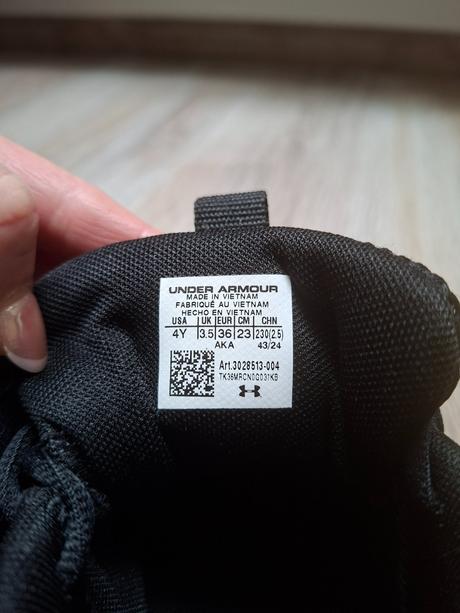 UNDER ARMOUR
MADE IN VIETNAM
FABRIQUÉ AU VIETNAM
HECHO EN VIETNAM
USA UK EUR CM CHN
4Y 3.5 36 23 230(2.5)
AKA 43/24
Art.3028513-004
TK36MRCN0G031KB